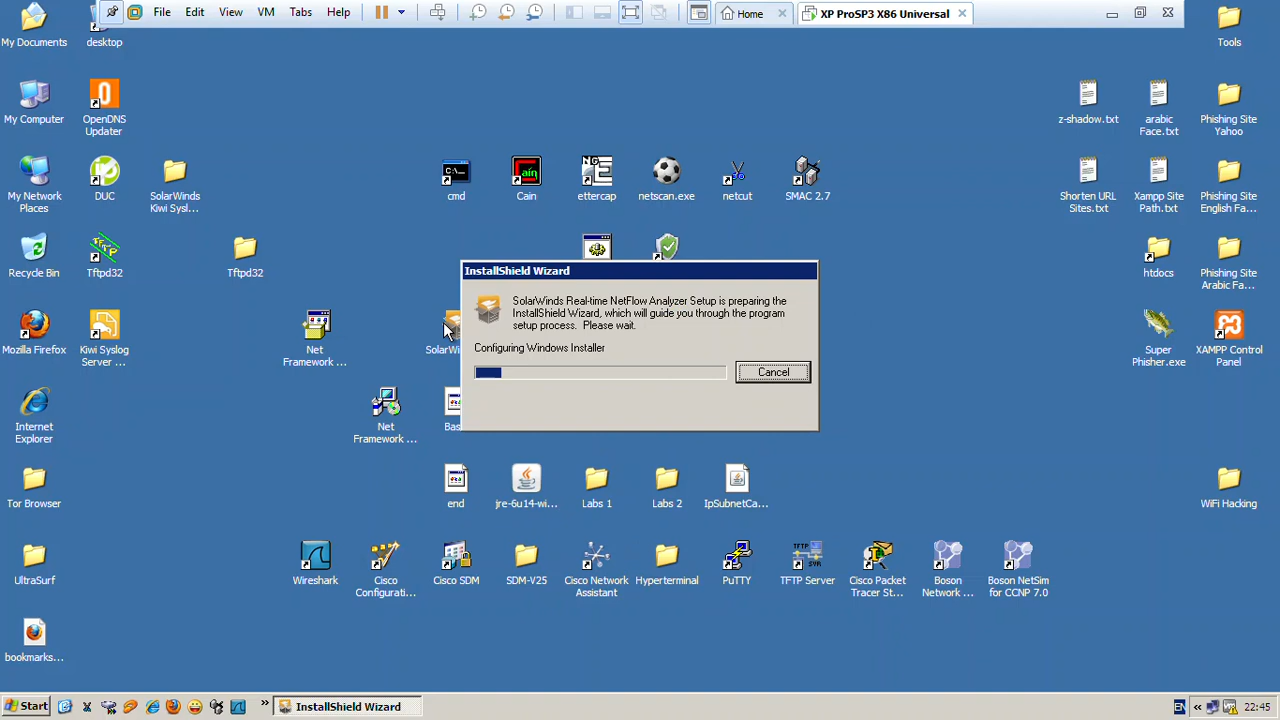 File Edit View VM Tabs Help
Home
XP ProSP3 X86 Universal
My Documents
desktop
Tools
My Computer
OpenDNS
Updater
z-shadow.txt
arabic
Face.txt
Phishing Site
Yahoo
My Network
Places
DUC
SolarWinds
Kiwi Sysl...
cmd
Cain
ettercap
netscan.exe
netcut
SMAC 2.7
Shorten URL
Sites.txt
Xampp Site
Path.txt
Phishing Site
English Fa...
Recycle Bin
Tftpd32
Tftpd32
htdocs
Phishing Site
Arabic Fa...
InstallShield Wizard
SolarWinds Real-time NetFlow Analyzer Setup is preparing the
InstallShield Wizard, which will guide you through the program
setup process. Please wait.
Configuring Windows Installer
Cancel
Mozilla Firefox
Kiwi Syslog
Server ...
Net
Framework ...
SolarWi
Super
Phisher.exe
XAMPP Control
Panel
Internet
Explorer
Net
Framework ...
Bas
Tor Browser
end
jre-6u14-wi...
Labs 1
Labs 2
IpSubnetCa...
WiFi Hacking
UltraSurf
Wireshark
Cisco
Configurati...
Cisco SDM
SDM-V25
Cisco Network
Assistant
Hyperterminal
PuTTY
TFTP Server
Cisco Packet
Tracer St...
Boson
Network ...
Boson NetSim
for CCNP 7.0
bookmarks...
Start
InstallShield Wizard
EN
22:45